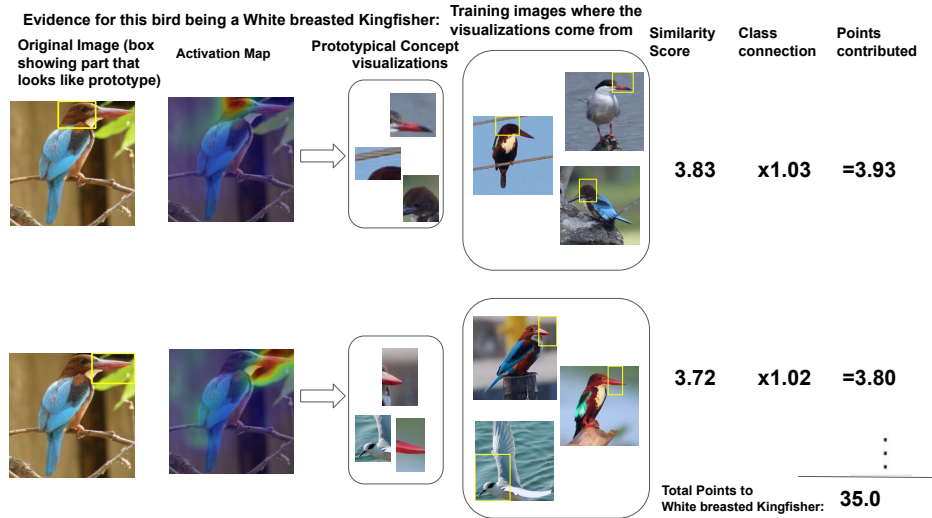 Evidence for this bird being a White breasted Kingfisher:
Original Image (box
showing part that
looks like prototype)
Activation Map
Prototypical Concept
visualizations
Training images where the
visualizations come from
Similarity
Score
Class
connection
Points
contributed
3.83
x1.03
=3.93
3.72
x1.02
=3.80
Total Points to
White breasted Kingfisher:
35.0